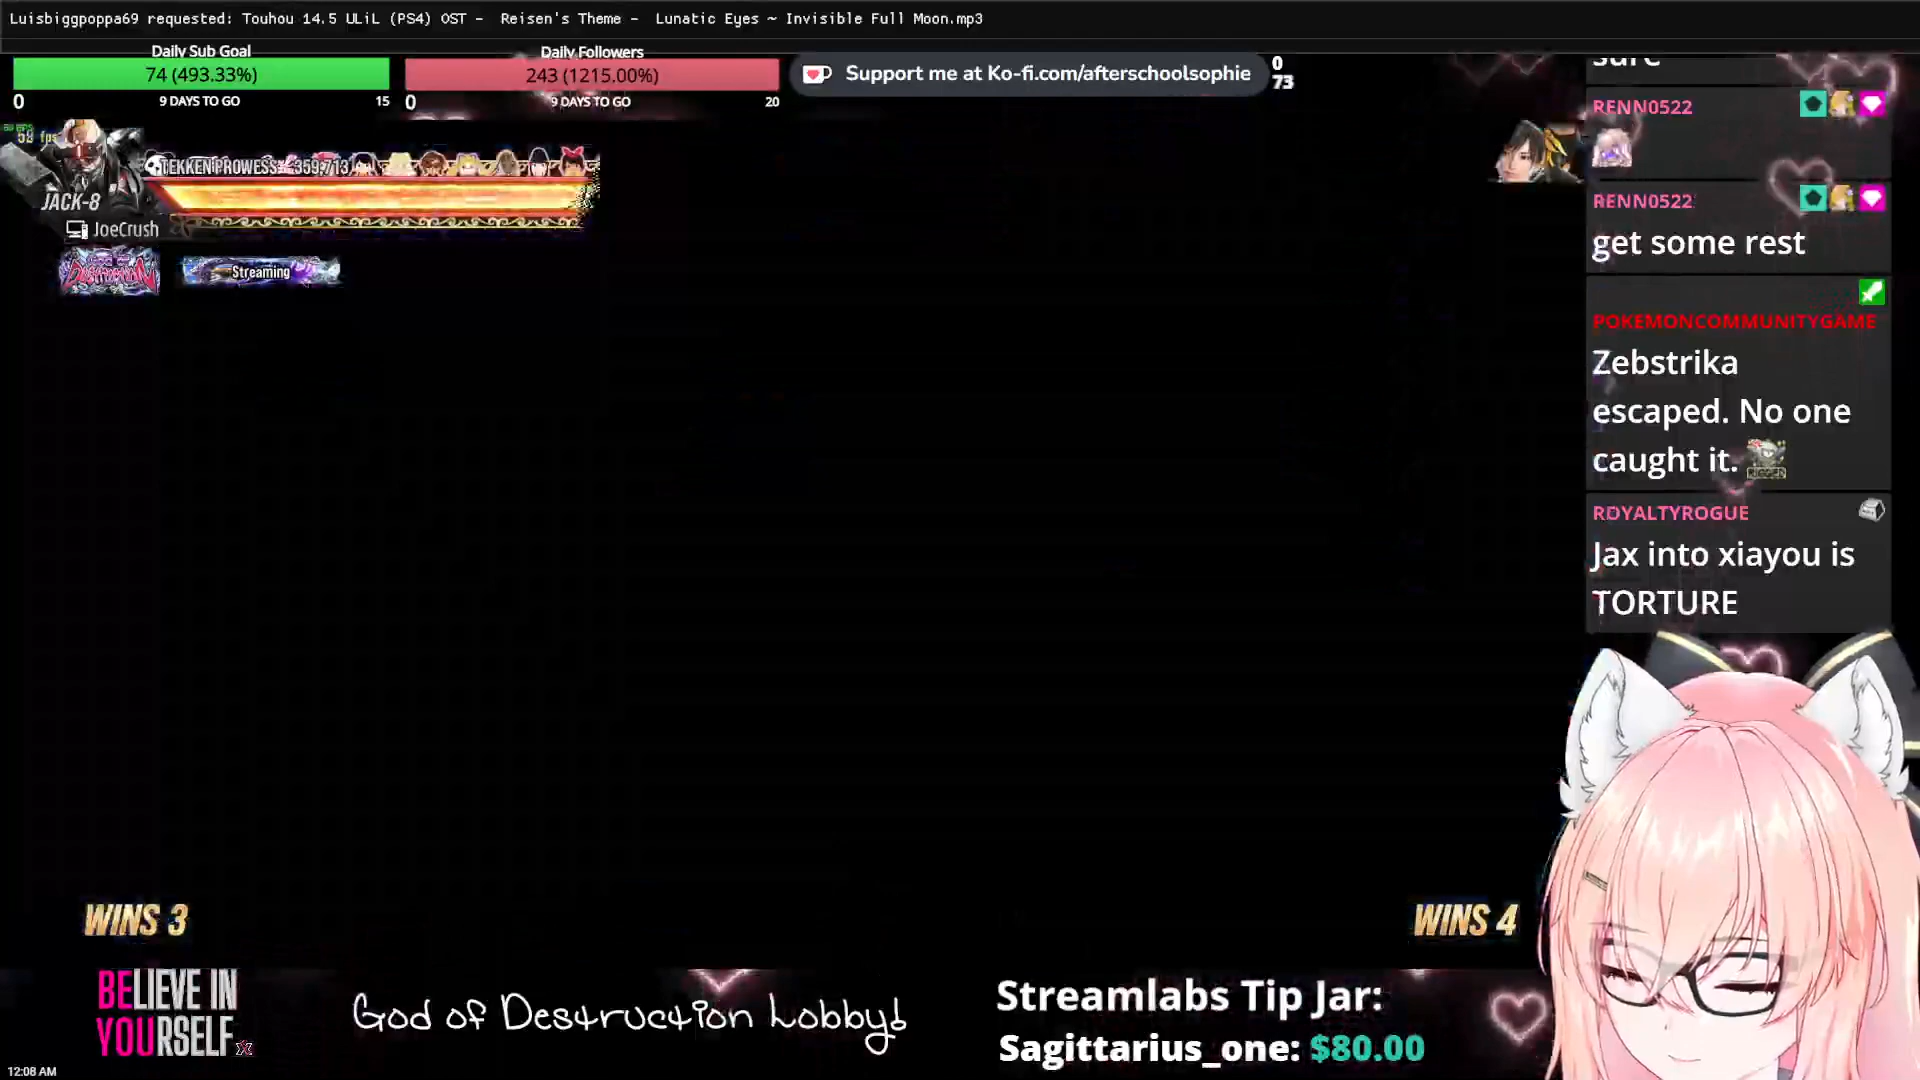 Luisbiggpoppa69 requested: Touhou 14.5 ULiL (PS4) OST - Reisen's Theme - Lunatic Eyes ~ Invisible Full Moon.mp3
Daily Sub Goal
74 (493.33%)
0
9 DAYS TO GO
15
Daily Followers
243 (1215.00%)
0
9 DAYS TO GO
20
Support me at Ko-fi.com/afterschoolsophie
0
73
TEKKEN PROWESS 359,713
JACK-8
JoeCrush
Streaming
RENN0522
RENN0522
get some rest
POKEMONCOMMUNITYGAME
Zebstrika
escaped. No one
caught it.
ROYALTYROGUE
Jax into xiayou is
TORTURE
WINS 3
WINS 4
BELIEVE IN
YOURSELF
God of Destruction Lobby!
Streamlabs Tip Jar:
Sagittarius_one: $80.00
12:08 AM